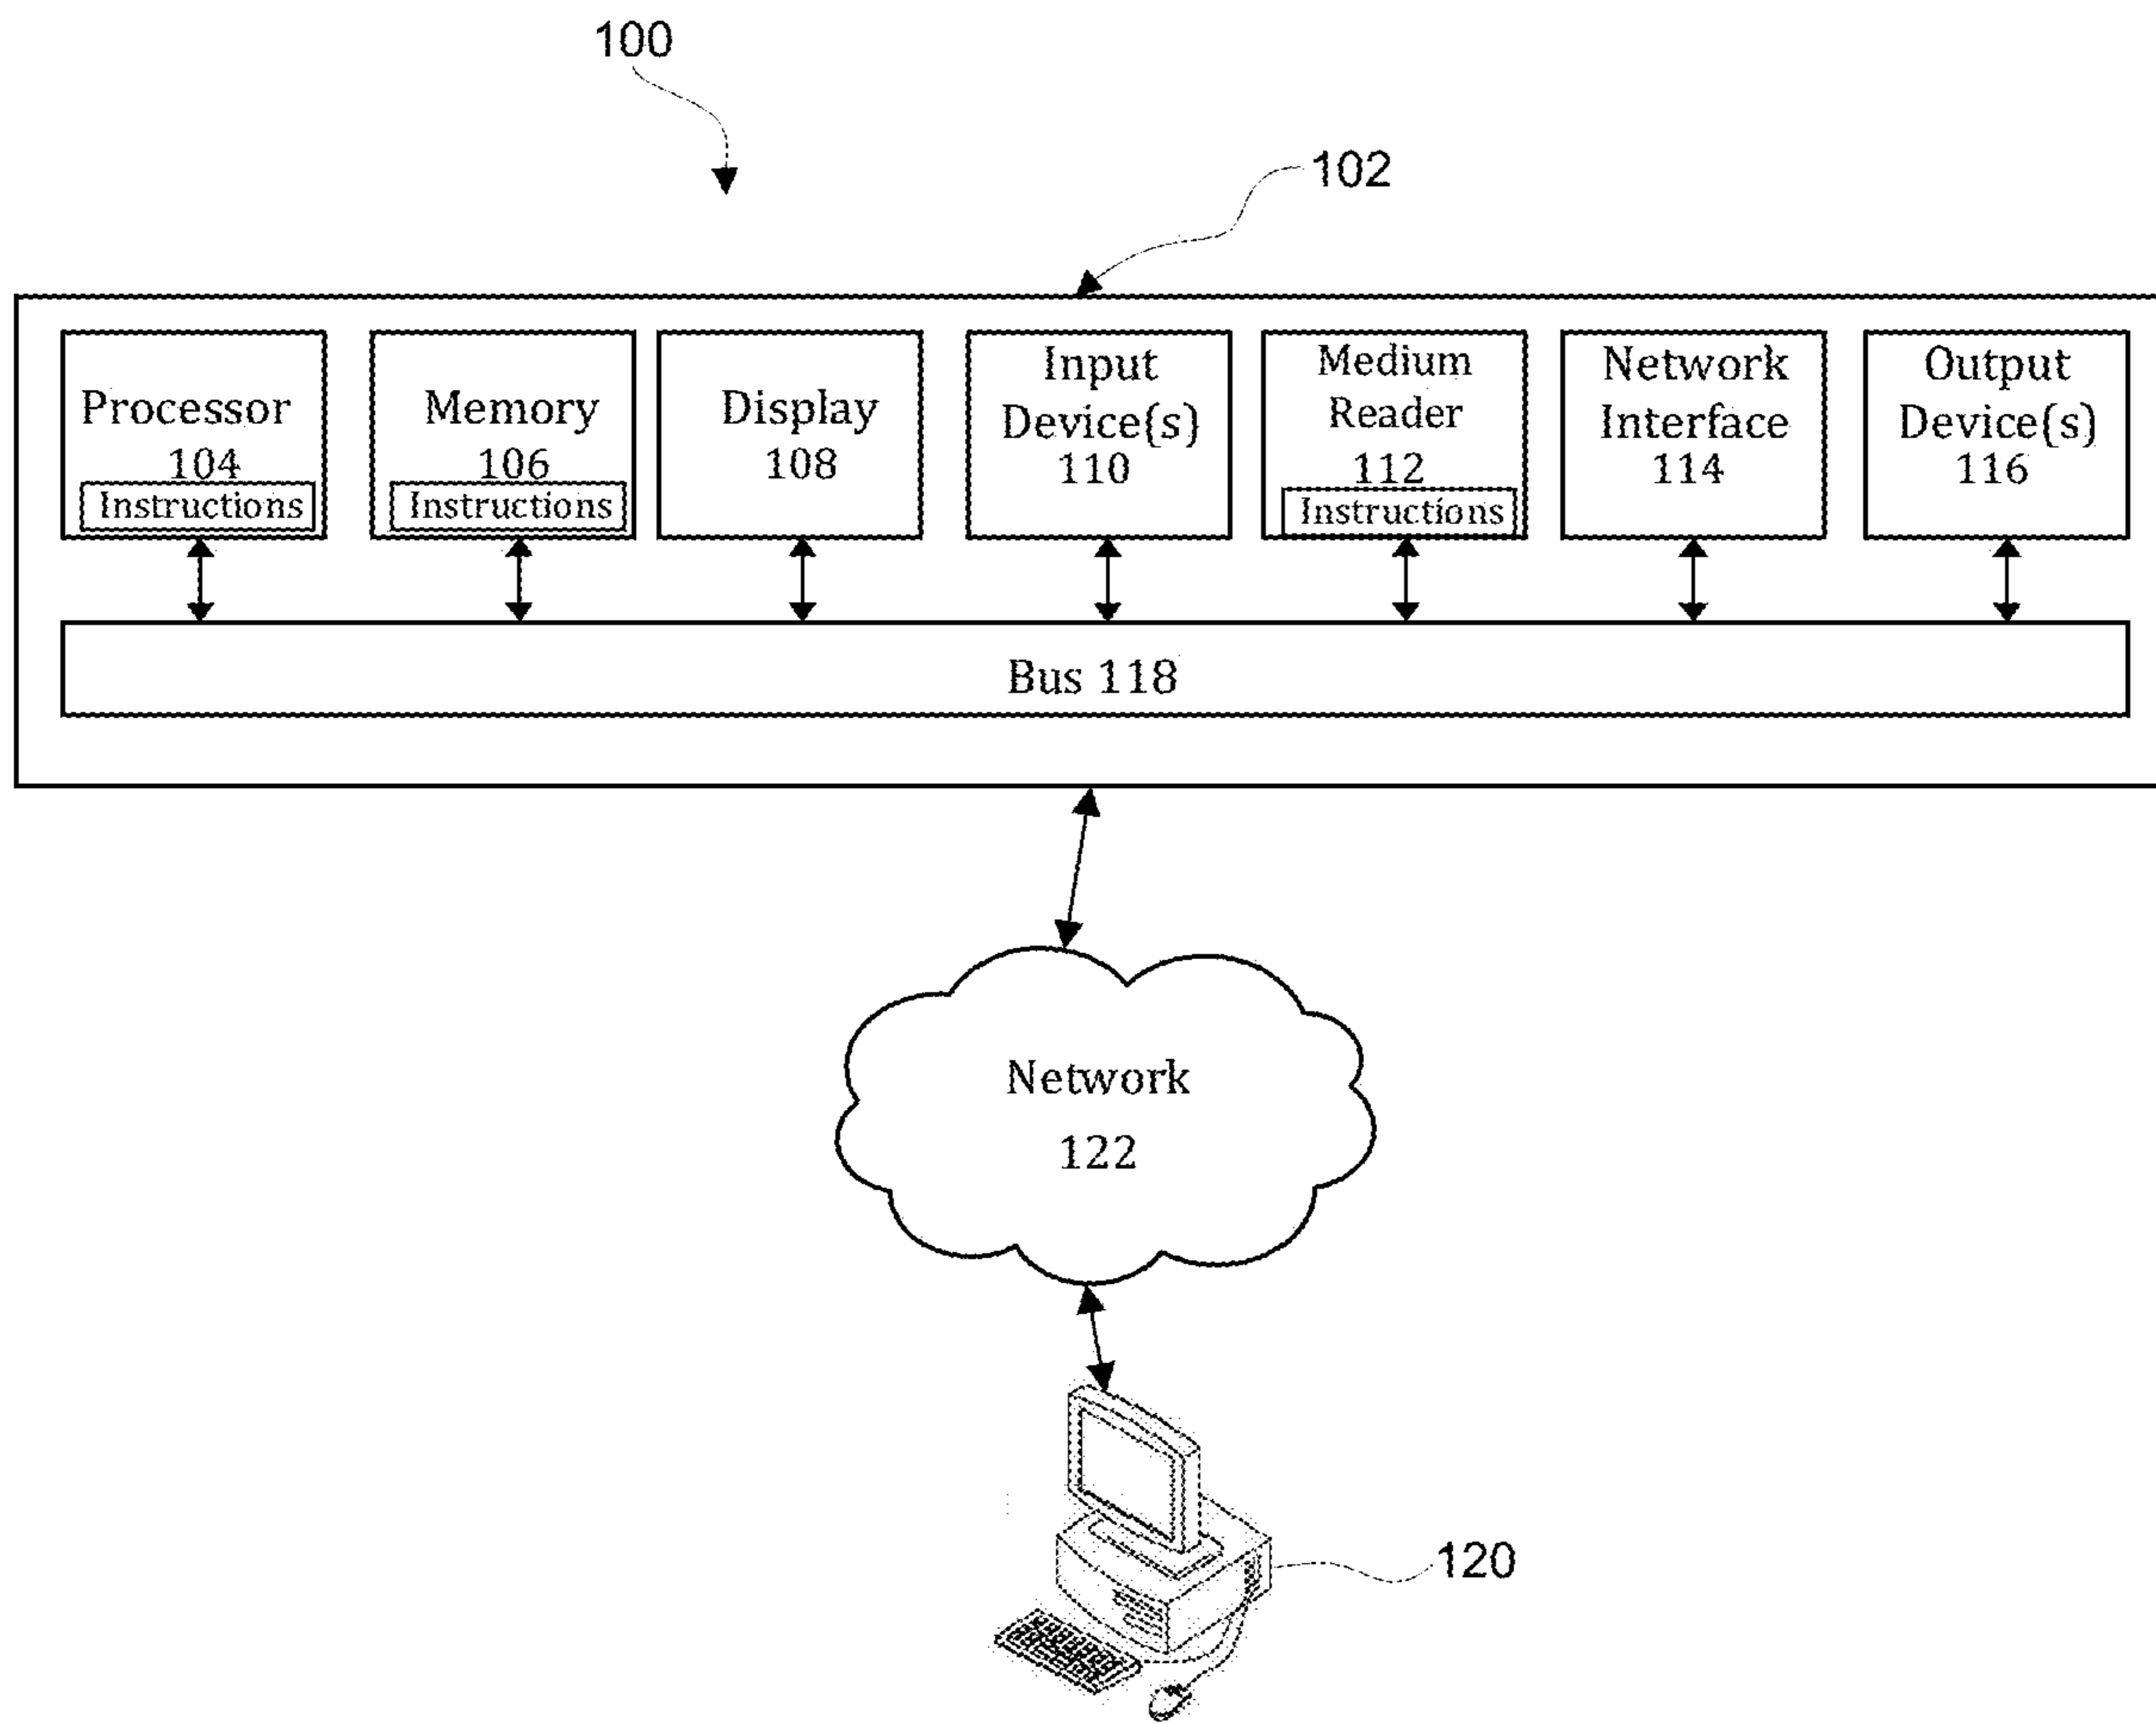 100
102
Processor
104
Instructions
Memory
106
Instructions
Display
108
Input
Device(s)
110
Medium
Reader
112
Instructions
Network
Interface
114
Output
Device(s)
116
Bus 118
Network
122
120